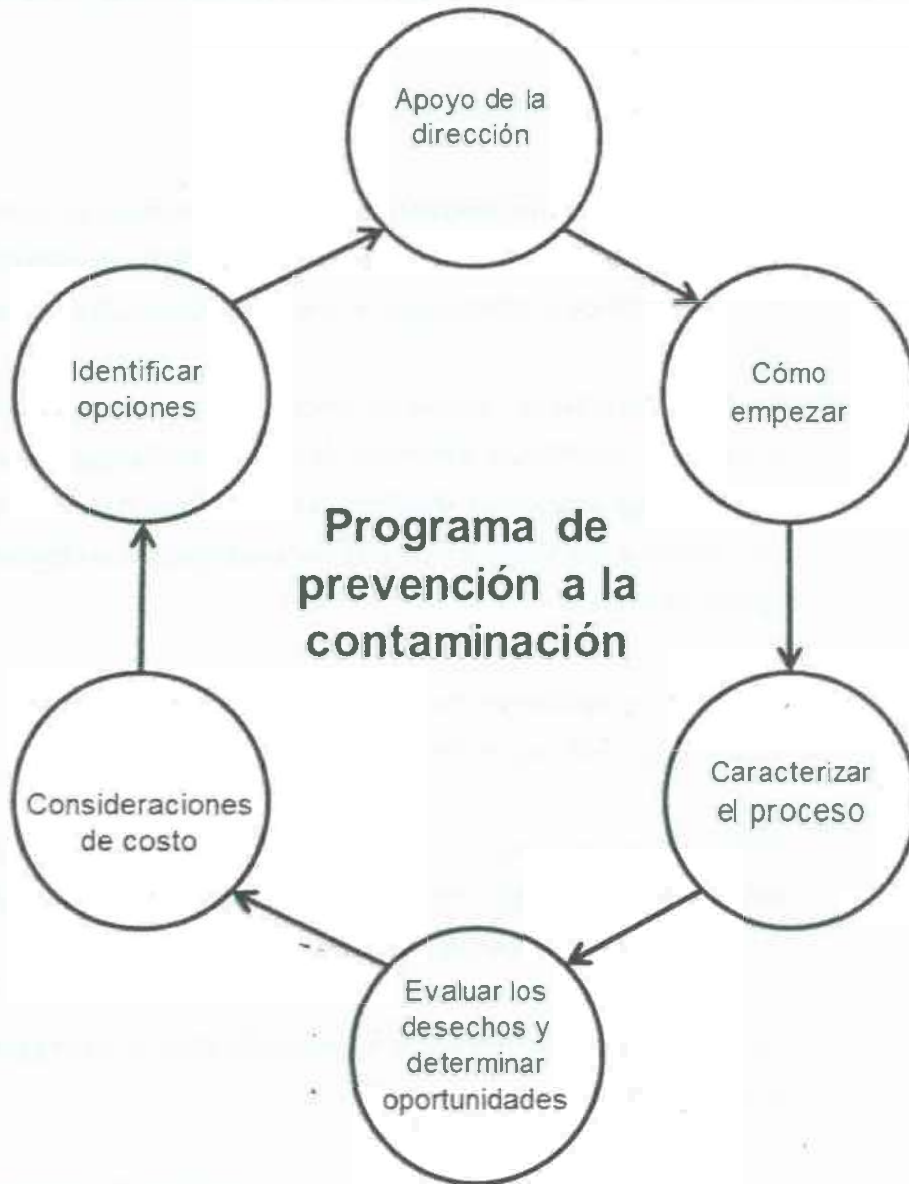 Apoyo de la
dirección
Cómo
empezar
Caracterizar
el proceso
Evaluar los
desechos y
determinar
oportunidades
Consideraciones
de costo
Identificar
opciones
Programa de
prevención a la
contaminación